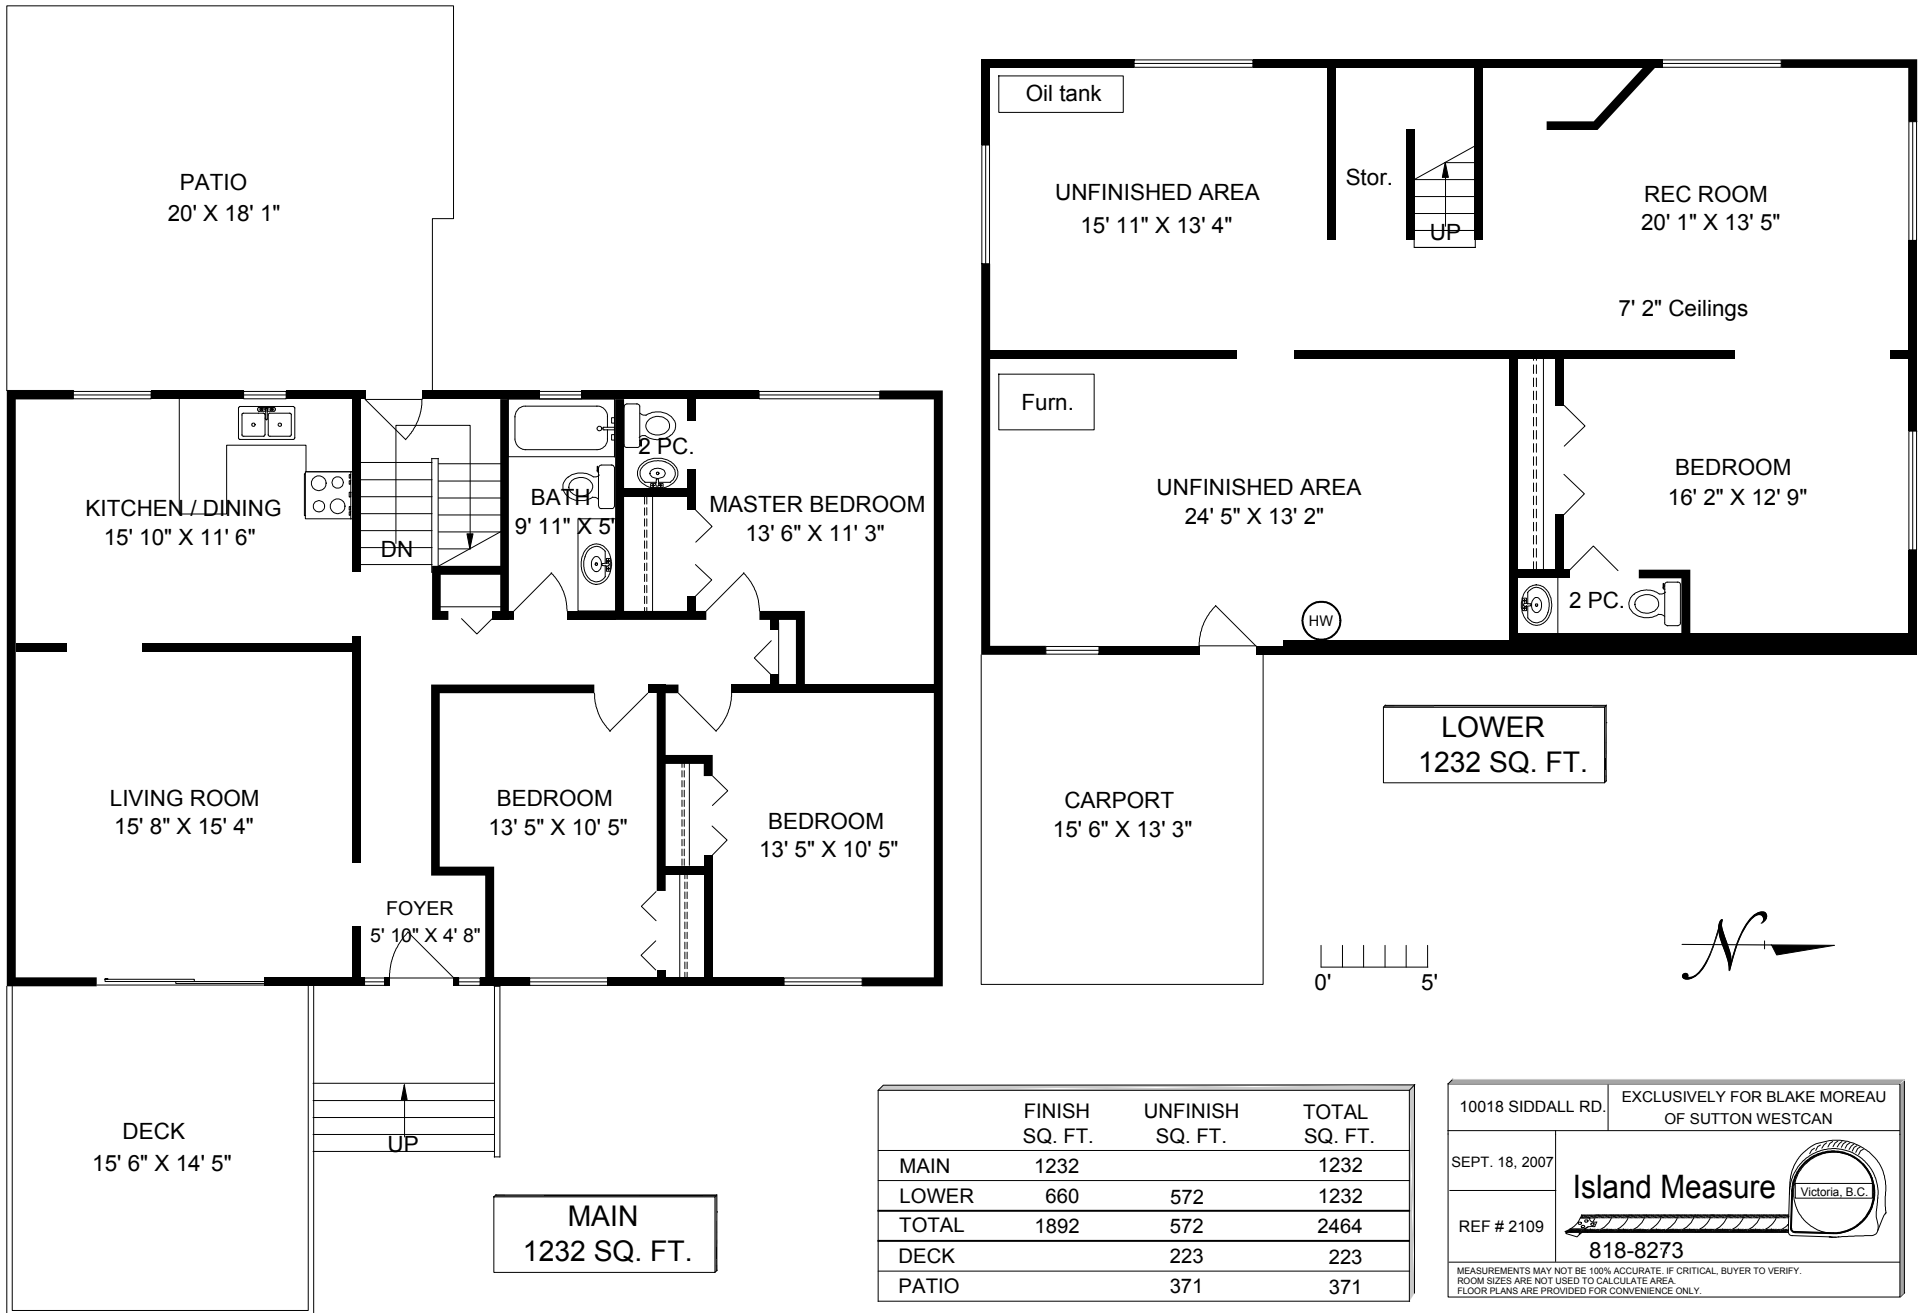 PATIO
20' X 18' 1"
KITCHEN / DINING
15' 10" X 11' 6"
DN
BATH
9' 11" X 5'
2 PC.
MASTER BEDROOM
13' 6" X 11' 3"
LIVING ROOM
15' 8" X 15' 4"
BEDROOM
13' 5" X 10' 5"
BEDROOM
13' 5" X 10' 5"
FOYER
5' 10" X 4' 8"
DECK
15' 6" X 14' 5"
UP
MAIN
1232 SQ. FT.
Oil tank
UNFINISHED AREA
15' 11" X 13' 4"
Stor.
UP
REC ROOM
20' 1" X 13' 5"
7' 2" Ceilings
Furn.
UNFINISHED AREA
24' 5" X 13' 2"
HW
BEDROOM
16' 2" X 12' 9"
2 PC.
CARPORT
15' 6" X 13' 3"
LOWER
1232 SQ. FT.
0' 5'
N
FINISH UNFINISH TOTAL
SQ. FT. SQ. FT. SQ. FT.
MAIN 1232 1232
LOWER 660 572 1232
TOTAL 1892 572 2464
DECK 223 223
PATIO 371 371
10018 SIDDALL RD.
EXCLUSIVELY FOR BLAKE MOREAU
OF SUTTON WESTCAN
SEPT. 18, 2007
REF # 2109
Island Measure
Victoria, B.C.
818-8273
MEASUREMENTS MAY NOT BE 100% ACCURATE. IF CRITICAL, BUYER TO VERIFY.
ROOM SIZES ARE NOT USED TO CALCULATE AREA.
FLOOR PLANS ARE PROVIDED FOR CONVENIENCE ONLY.